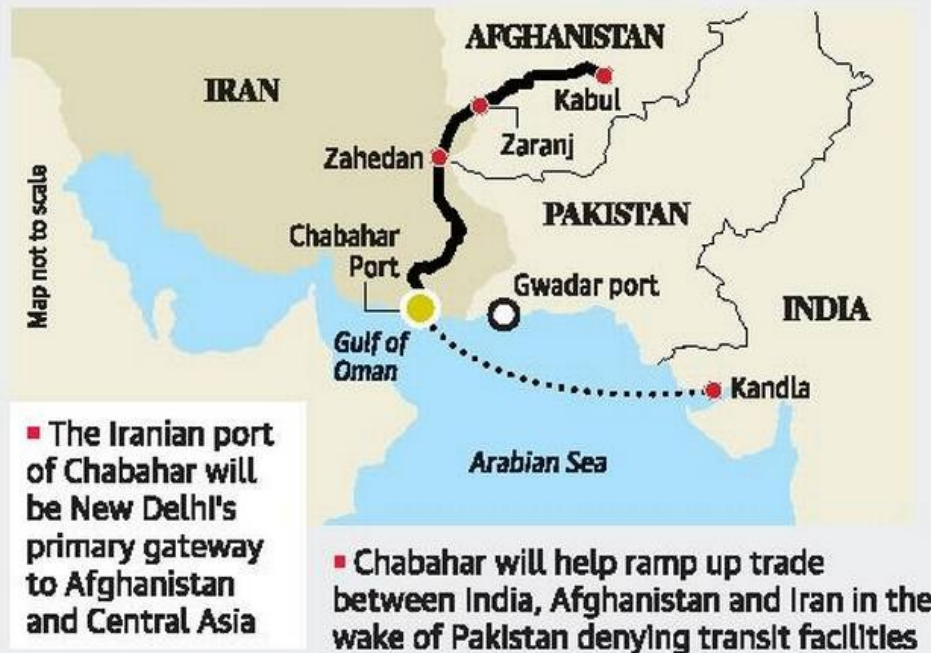 AFGHANISTAN
IRAN
Kabul
Zaranj
Zahedan
Map not to scale
PAKISTAN
Chabahar
Port
Gwadar port
INDIA
Gulf of
Oman
Kandla
Arabian Sea
▪ The Iranian port
of Chabahar will
be New Delhi's
primary gateway
to Afghanistan
and Central Asia
▪ Chabahar will help ramp up trade
between India, Afghanistan and Iran in the
wake of Pakistan denying transit facilities